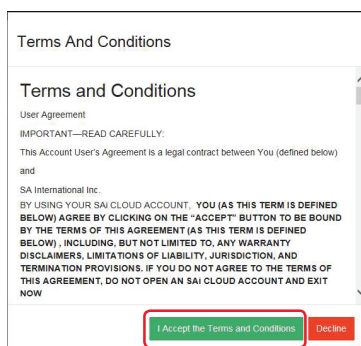 Terms And Conditions
Terms and Conditions
User Agreement
IMPORTANT—READ CAREFULLY:
This Account User's Agreement is a legal contract between You (defined below)
and
SA International Inc.
BY USING YOUR SAi CLOUD ACCOUNT, YOU (AS THIS TERM IS DEFINED
BELOW) AGREE BY CLICKING ON THE “ACCEPT” BUTTON TO BE BOUND
BY THE TERMS OF THIS AGREEMENT (AS THIS TERM IS DEFINED
BELOW) , INCLUDING, BUT NOT LIMITED TO, ANY WARRANTY
DISCLAIMERS, LIMITATIONS OF LIABILITY, JURISDICTION, AND
TERMINATION PROVISIONS. IF YOU DO NOT AGREE TO THE TERMS OF
THIS AGREEMENT, DO NOT OPEN AN SAi CLOUD ACCOUNT AND EXIT
NOW
I Accept the Terms and Conditions
Decline